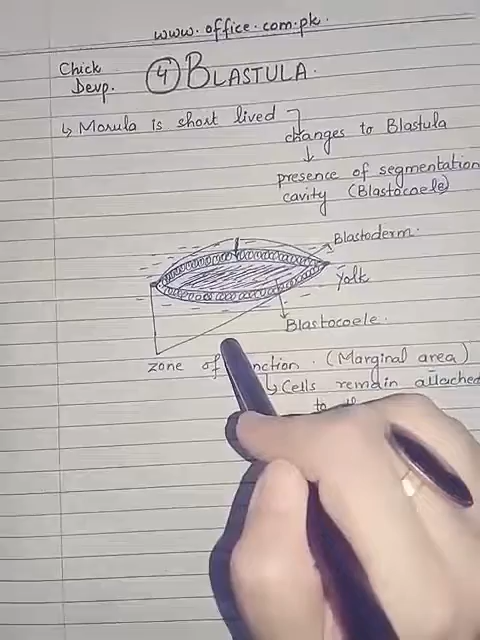 www.office.com.pk.
Chick
Devp.
④ BLASTULA.
↳ Morula is short lived
changes to Blastula
↓
presence of segmentation
cavity (Blastocoele)
Blastoderm.
Yolk
Blastocoele.
zone of (Marginal area)
↳ Cells remain attached
to